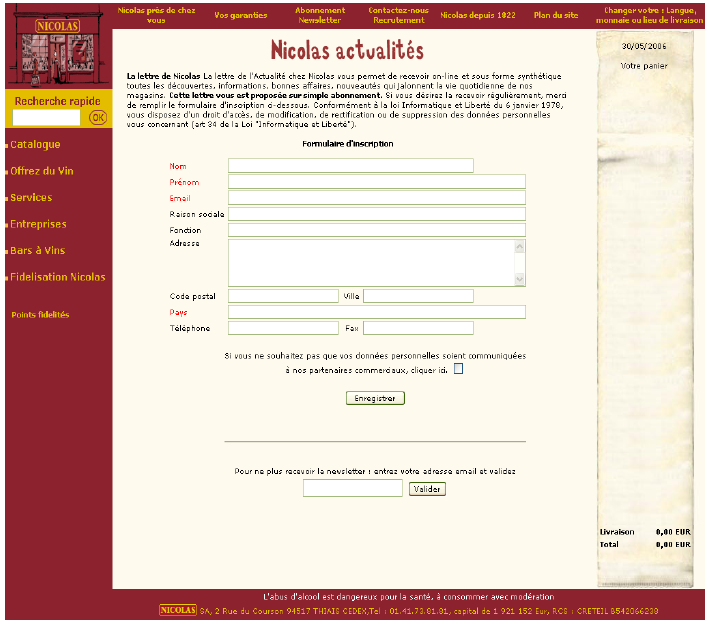 NICOLAS
Nicolas près de chez vous
Vos garanties
Abonnement Newsletter
Contactez-nous Recrutement
Nicolas depuis 1822
Plan du site
Changer votre : Langue, monnaie ou lieu de livraison
Recherche rapide
OK
Catalogue
Offrez du Vin
Services
Entreprises
Bars à Vins
Fidelisation Nicolas
Points fidelités
Nicolas actualités
La lettre de Nicolas La lettre de l'Actualité chez Nicolas vous permet de recevoir on-line et sous forme synthétique
toutes les découvertes, informations, bonnes affaires, nouveautés qui jalonnent la vie quotidienne de nos
magasins. Cette lettre vous est proposée sur simple abonnement. Si vous désirez la recevoir régulièrement, merci
de remplir le formulaire d'inscription ci-dessous. Conformément à la loi Informatique et Liberté du 6 janvier 1978,
vous disposez d'un droit d'accès, de modification, de rectification ou de suppression des données personnelles
vous concernant (art 34 de la Loi "Informatique et Liberté").
Formulaire d'inscription
Nom
Prénom
Email
Raison sociale
Fonction
Adresse
Code postal Ville
Pays
Téléphone Fax
Si vous ne souhaitez pas que vos données personnelles soient communiquées
à nos partenaires commerciaux, cliquer ici.
Enregistrer
Pour ne plus recevoir la newsletter : entrez votre adresse email et validez
Valider
30/05/2006
Votre panier
Livraison 0,00 EUR
Total 0,00 EUR
L'abus d'alcool est dangereux pour la santé, à consommer avec modération
NICOLAS SA, 2 Rue du Courson 94517 THIAIS CEDEX,Tel : 01.41.73.81.81, capital de 1 921 152 Eur, RCS : CRETEIL B542066238